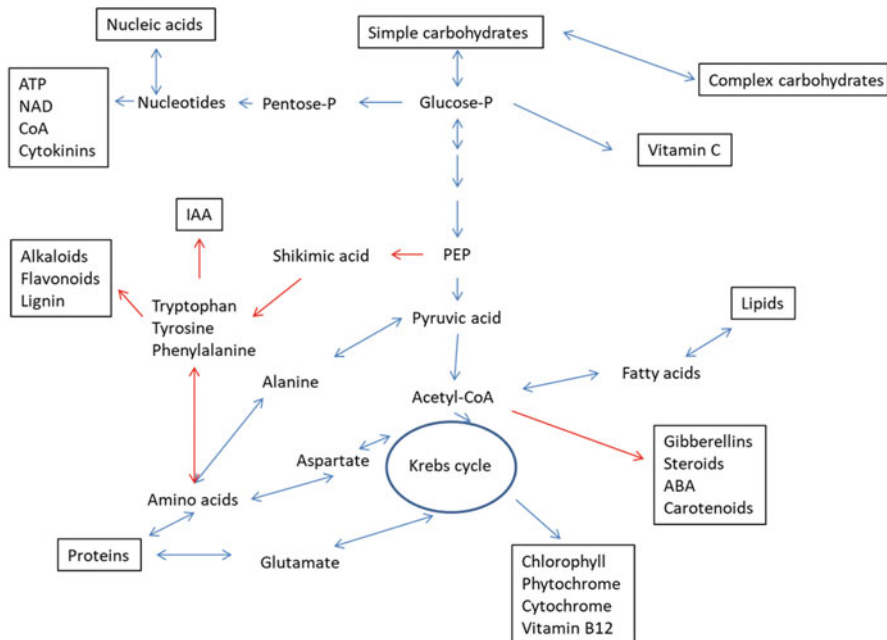 Nucleic acids
Simple carbohydrates
Complex carbohydrates
ATP
NAD
CoA
Cytokinins
Nucleotides
Pentose-P
Glucose-P
Vitamin C
IAA
Alkaloids
Flavonoids
Lignin
Shikimic acid
PEP
Tryptophan
Tyrosine
Phenylalanine
Pyruvic acid
Lipids
Alanine
Acetyl-CoA
Fatty acids
Gibberellins
Steroids
ABA
Carotenoids
Aspartate
Krebs cycle
Amino acids
Proteins
Glutamate
Chlorophyll
Phytochrome
Cytochrome
Vitamin B12